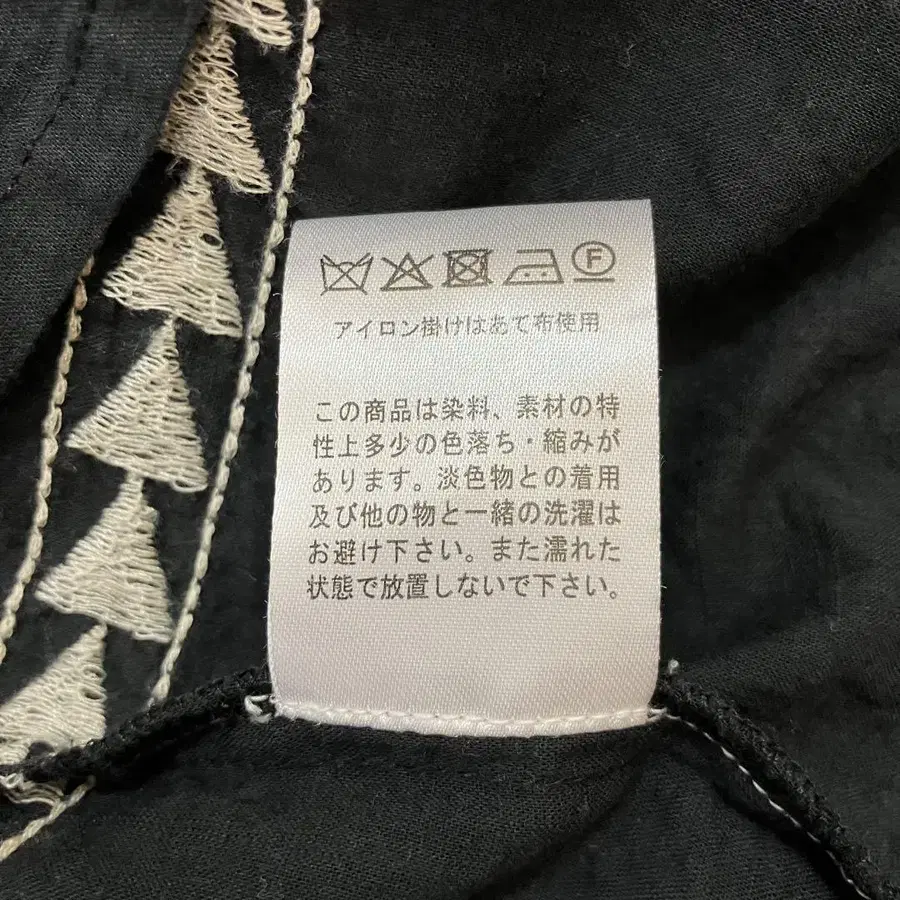 F
アイロン掛けはあて布使用
この商品は染料、素材の特
性上多少の色落ち・縮みが
あります。淡色物との着用
及び他の物と一緒の洗濯は
お避け下さい。また濡れた
状態で放置しないで下さい。